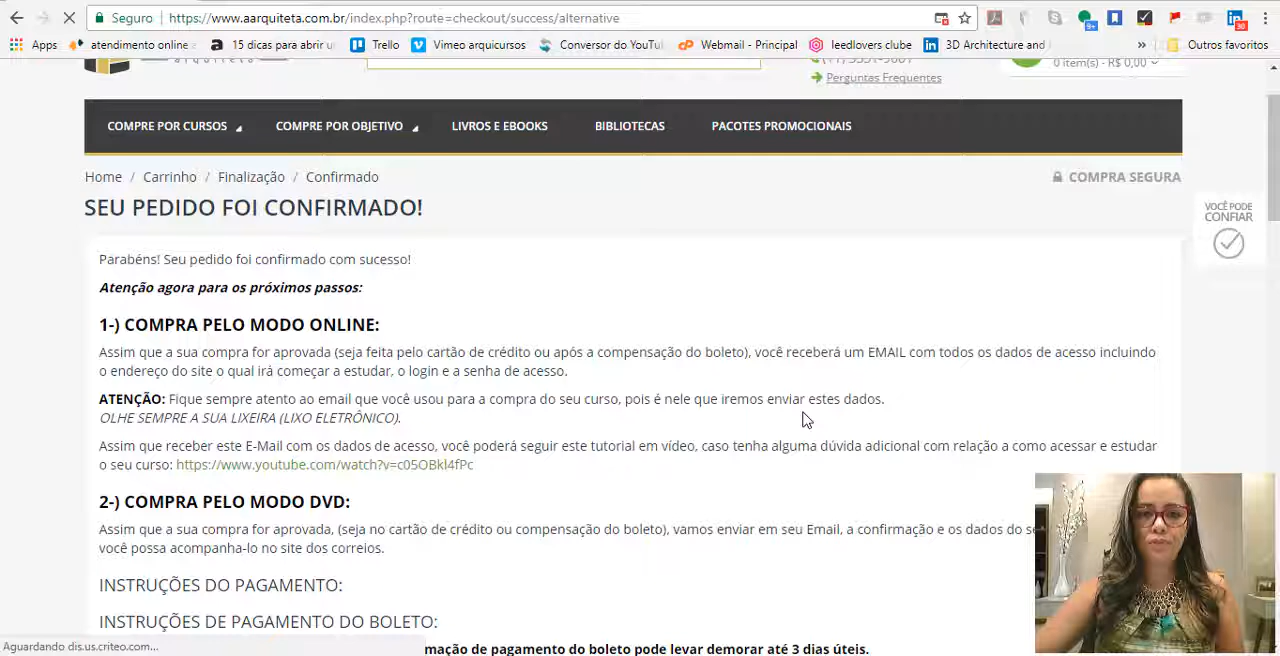 Seguro https://www.aarquiteta.com.br/index.php?route=checkout/success/alternative
Apps atendimento online 15 dicas para abrir u Trello Vimeo arquicursos Conversor do YouTu Webmail - Principal leedlovers clube 3D Architecture and » Outros favoritos
arquiteta 0 item(s) - R$ 0,00
Perguntas Frequentes
COMPRE POR CURSOS COMPRE POR OBJETIVO LIVROS E EBOOKS BIBLIOTECAS PACOTES PROMOCIONAIS
Home / Carrinho / Finalização / Confirmado COMPRA SEGURA
SEU PEDIDO FOI CONFIRMADO!
VOCÊ PODE
CONFIAR
Parabéns! Seu pedido foi confirmado com sucesso!
Atenção agora para os próximos passos:
1-) COMPRA PELO MODO ONLINE:
Assim que a sua compra for aprovada (seja feita pelo cartão de crédito ou após a compensação do boleto), você receberá um EMAIL com todos os dados de acesso incluindo
o endereço do site o qual irá começar a estudar, o login e a senha de acesso.
ATENÇÃO: Fique sempre atento ao email que você usou para a compra do seu curso, pois é nele que iremos enviar estes dados.
OLHE SEMPRE A SUA LIXEIRA (LIXO ELETRÔNICO).
Assim que receber este E-Mail com os dados de acesso, você poderá seguir este tutorial em vídeo, caso tenha alguma dúvida adicional com relação a como acessar e estudar
o seu curso: https://www.youtube.com/watch?v=c05OBkl4fPc
2-) COMPRA PELO MODO DVD:
Assim que a sua compra for aprovada, (seja no cartão de crédito ou compensação do boleto), vamos enviar em seu Email, a confirmação e os dados do se
você possa acompanha-lo no site dos correios.
INSTRUÇÕES DO PAGAMENTO:
INSTRUÇÕES DE PAGAMENTO DO BOLETO:
Aguardando dis.us.criteo.com...
mação de pagamento do boleto pode levar demorar até 3 dias úteis.